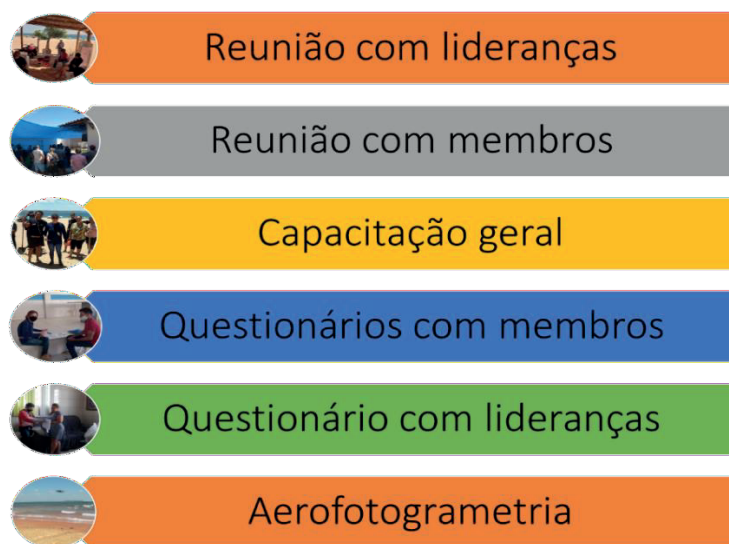 Reunião com lideranças
Reunião com membros
Capacitação geral
Questionários com membros
Questionário com lideranças
Aerofotogrametria